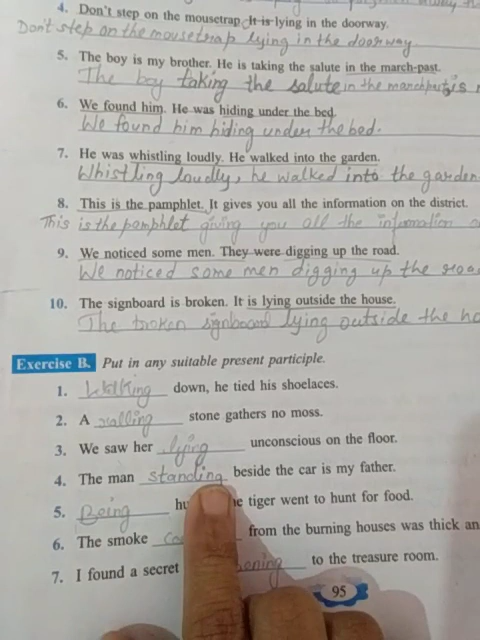 4. Don't step on the mousetrap. It is lying in the doorway.
Don't step on the mousetrap lying in the doorway
5. The boy is my brother. He is taking the salute in the march-past.
The boy taking the salute in the marchpast is
6. We found him. He was hiding under the bed.
We found him hiding under the bed.
7. He was whistling loudly. He walked into the garden.
Whistling loudly, he walked into the garden
8. This is the pamphlet. It gives you all the information on the district.
This is the pamphlet giving you all the information
9. We noticed some men. They were digging up the road.
We noticed some men digging up the road
10. The signboard is broken. It is lying outside the house.
The broken signboard lying outside the ho
Exercise B. Put in any suitable present participle.
1. Walking down, he tied his shoelaces.
2. A rolling stone gathers no moss.
3. We saw her lying unconscious on the floor.
4. The man standing beside the car is my father.
5. Being hu e tiger went to hunt for food.
6. The smoke co from the burning houses was thick an
7. I found a secret ening to the treasure room.
95